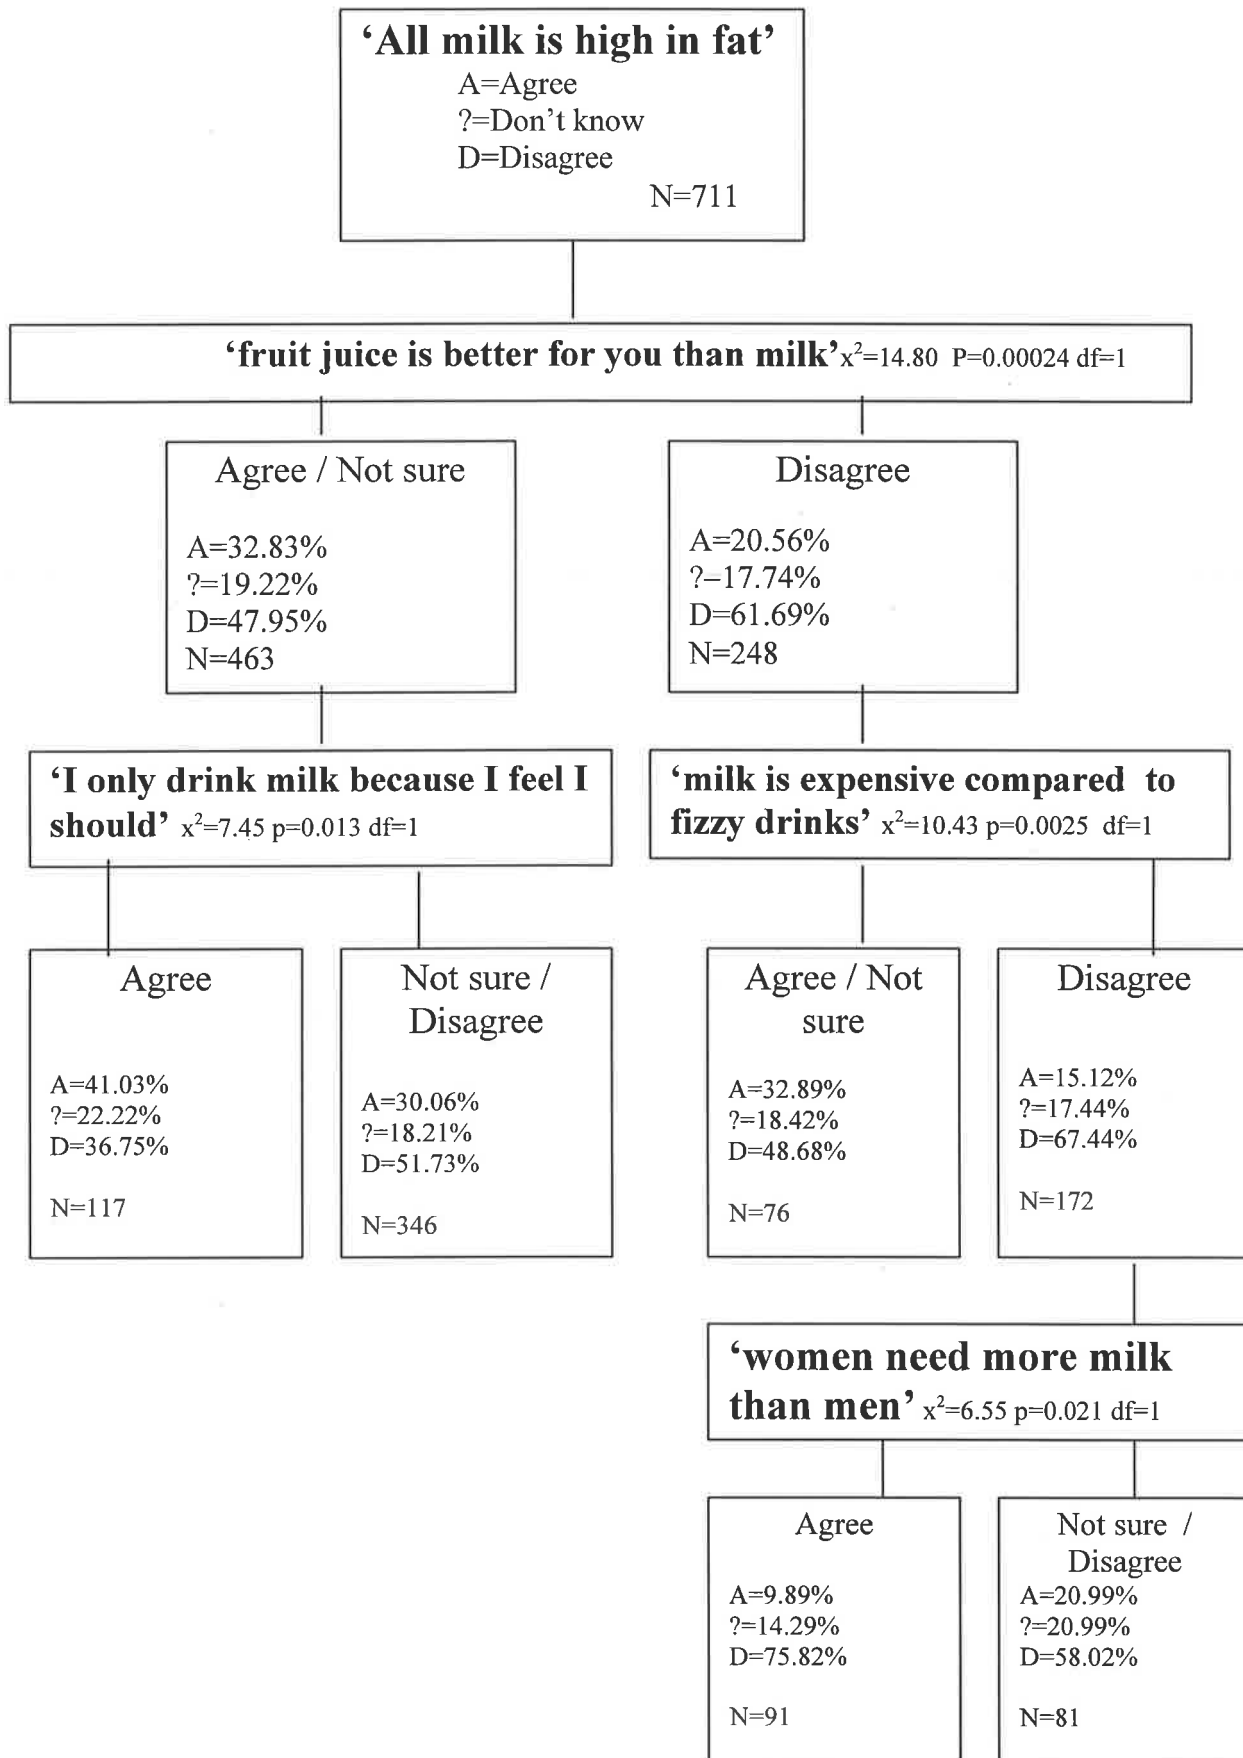 ‘All milk is high in fat’
A=Agree
?=Don’t know
D=Disagree
N=711
‘fruit juice is better for you than milk’x²=14.80 P=0.00024 df=1
Agree / Not sure
A=32.83%
?=19.22%
D=47.95%
N=463
Disagree
A=20.56%
?=17.74%
D=61.69%
N=248
‘I only drink milk because I feel I
should’ x²=7.45 p=0.013 df=1
‘milk is expensive compared to
fizzy drinks’ x²=10.43 p=0.0025 df=1
Agree
A=41.03%
?=22.22%
D=36.75%
N=117
Not sure /
Disagree
A=30.06%
?=18.21%
D=51.73%
N=346
Agree / Not
sure
A=32.89%
?=18.42%
D=48.68%
N=76
Disagree
A=15.12%
?=17.44%
D=67.44%
N=172
‘women need more milk
than men’ x²=6.55 p=0.021 df=1
Agree
A=9.89%
?=14.29%
D=75.82%
N=91
Not sure /
Disagree
A=20.99%
?=20.99%
D=58.02%
N=81